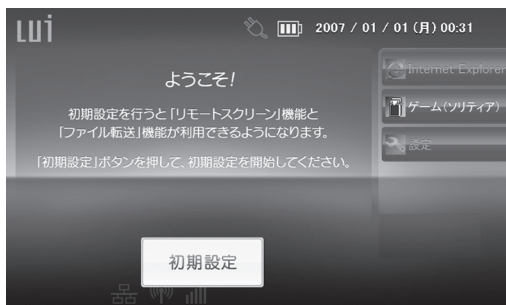 Lui
2007 / 01 / 01 (月) 00:31
ようこそ!
初期設定を行うと「リモートスクリーン」機能と
「ファイル転送」機能が利用できるようになります。
「初期設定」ボタンを押して、初期設定を開始してください。
Internet Explorer
ゲーム(ソリティア)
設定
初期設定